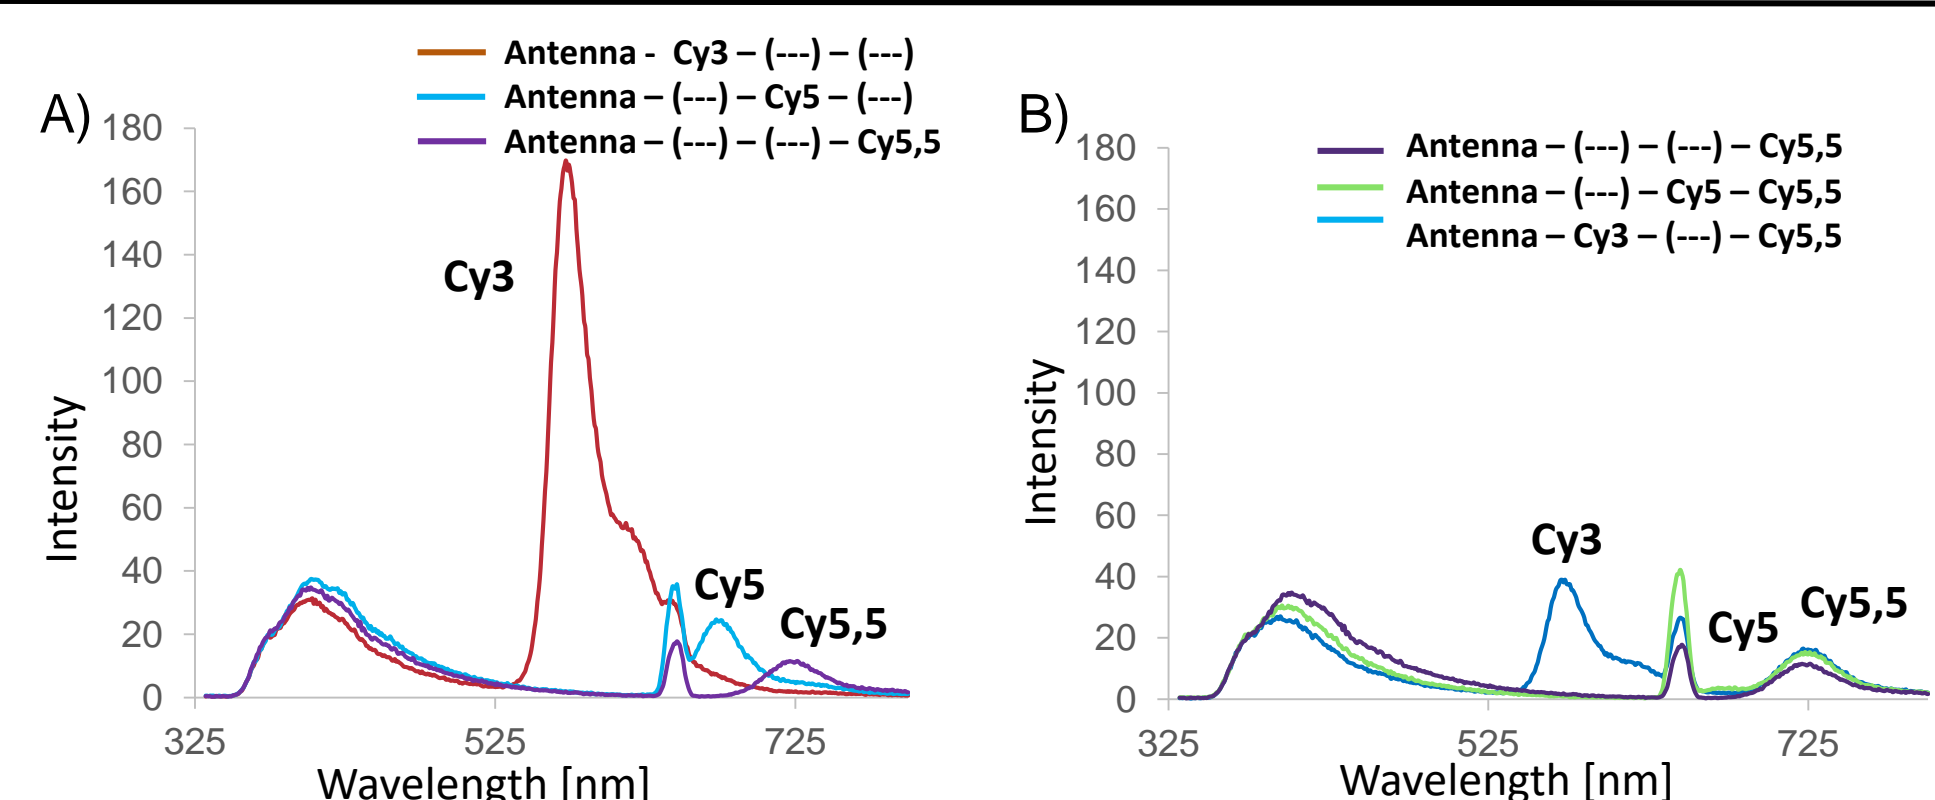 A)
Antenna - Cy3 – (---) – (---)
Antenna – (---) – Cy5 – (---)
Antenna – (---) – (---) – Cy5,5
180
160
140
120
100
80
60
40
20
0
Intensity
Cy3
Cy5
Cy5,5
325
525
725
Wavelength [nm]
B)
Antenna – (---) – (---) – Cy5,5
Antenna – (---) – Cy5 – Cy5,5
Antenna – Cy3 – (---) – Cy5,5
180
160
140
120
100
80
60
40
20
0
Intensity
Cy3
Cy5
Cy5,5
325
525
725
Wavelength [nm]